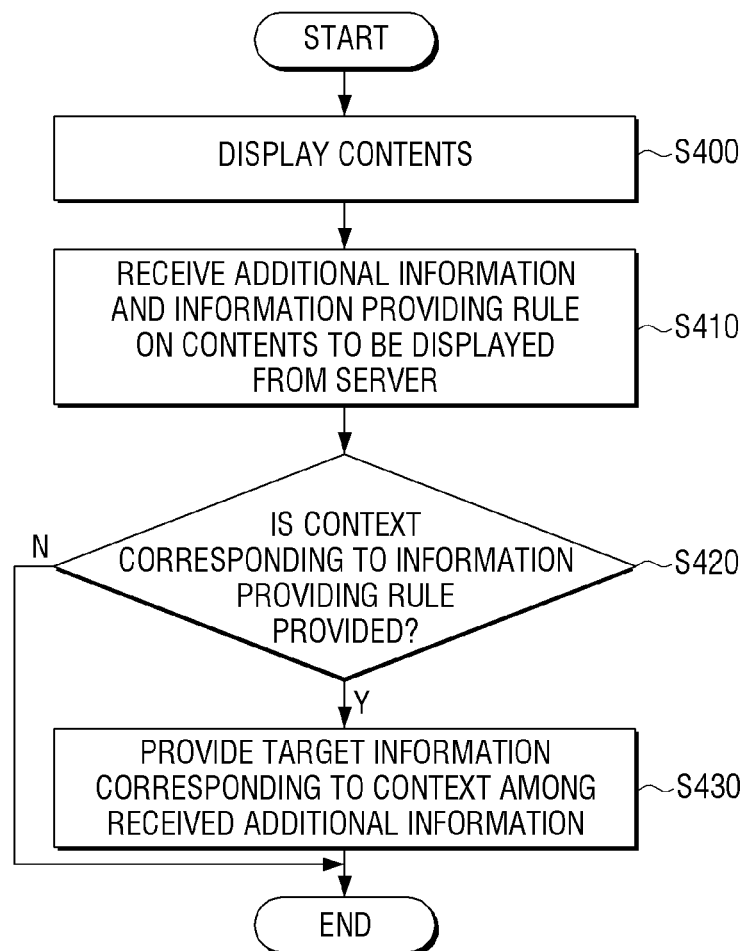 START
DISPLAY CONTENTS
S400
RECEIVE ADDITIONAL INFORMATION
AND INFORMATION PROVIDING RULE
ON CONTENTS TO BE DISPLAYED
FROM SERVER
S410
IS CONTEXT
CORRESPONDING TO INFORMATION
PROVIDING RULE
PROVIDED?
S420
N
Y
PROVIDE TARGET INFORMATION
CORRESPONDING TO CONTEXT AMONG
RECEIVED ADDITIONAL INFORMATION
S430
END